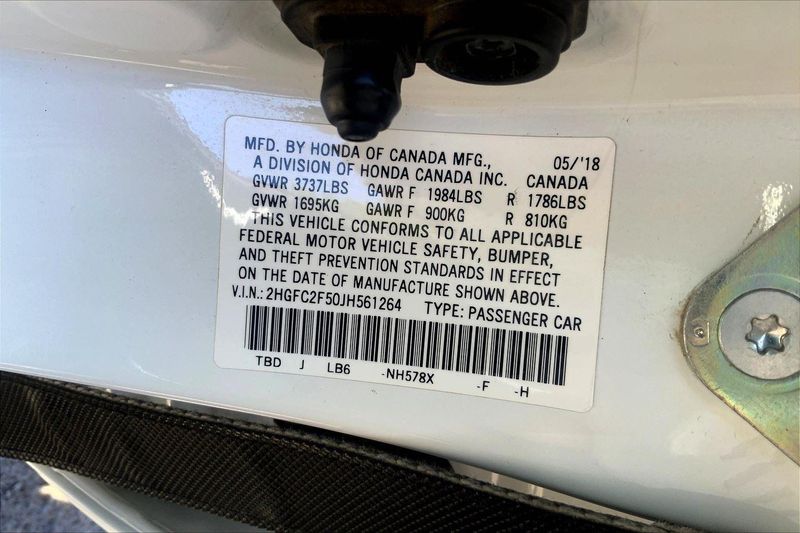 MFD. BY HONDA OF CANADA MFG., 05/'18
A DIVISION OF HONDA CANADA INC. CANADA
GVWR 3737LBS GAWR F 1984LBS R 1786LBS
GVWR 1695KG GAWR F 900KG R 810KG
THIS VEHICLE CONFORMS TO ALL APPLICABLE
FEDERAL MOTOR VEHICLE SAFETY, BUMPER,
AND THEFT PREVENTION STANDARDS IN EFFECT
ON THE DATE OF MANUFACTURE SHOWN ABOVE.
V.I.N.: 2HGFC2F50JH561264 TYPE: PASSENGER CAR
TBD J LB6 -NH578X -F -H